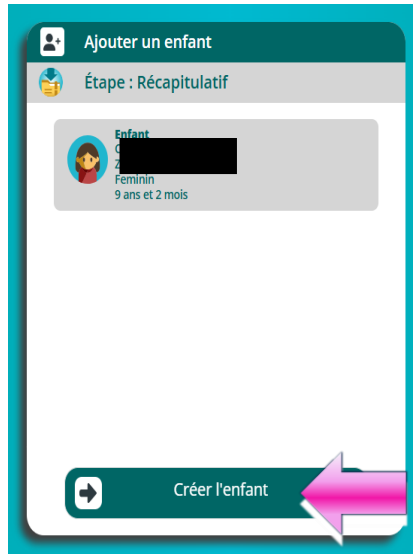 Ajouter un enfant
Étape : Récapitulatif
Enfant
Feminin
9 ans et 2 mois
Créer l'enfant